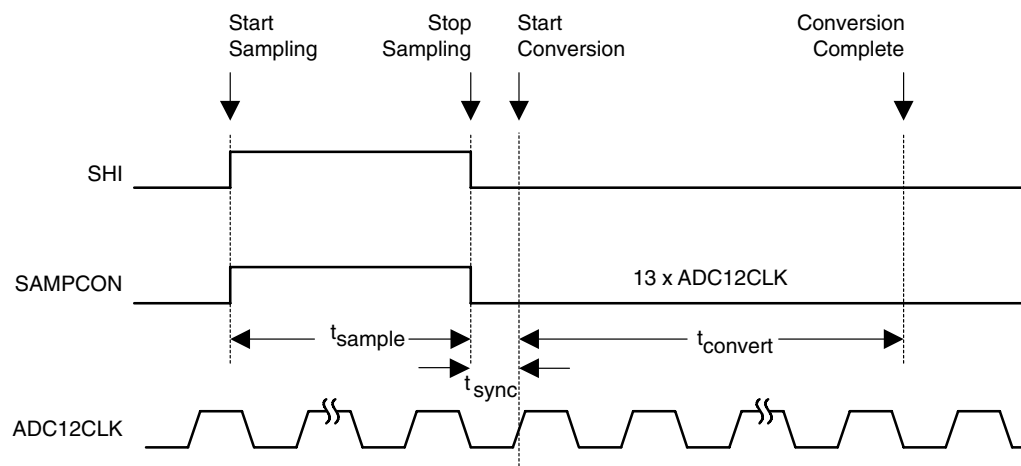 Start
Sampling
Stop
Sampling
Start
Conversion
Conversion
Complete
SHI
SAMPCON
13 x ADC12CLK
tsample
tconvert
tsync
ADC12CLK